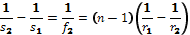 1/s₂ − 1/s₁ = 1/f₂ = (n − 1)(1/r₁ − 1/r₂)